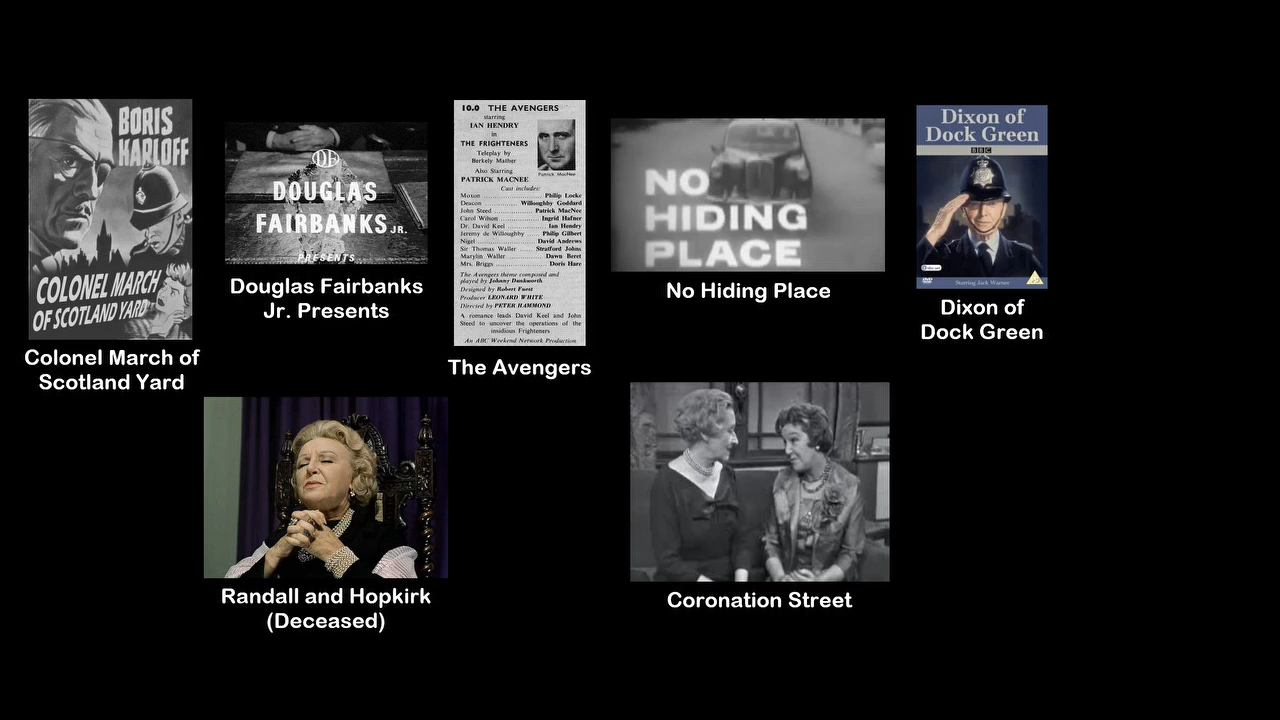 BORIS
KARLOFF
COLONEL MARCH
OF SCOTLAND YARD
Colonel March of
Scotland Yard
DF
DOUGLAS
FAIRBANKS JR.
PRESENTS
Douglas Fairbanks
Jr. Presents
10.0 THE AVENGERS
starring
IAN HENDRY
in
THE FRIGHTENERS
Teleplay by
Berkely Mather
Also Starring
PATRICK MACNEE
Patrick MacNee
Cast includes:
Moxon ........ Philip Locke
Deacon ........ Willoughby Goddard
John Steed ........ Patrick MacNee
Carol Wilson ........ Ingrid Hafner
Dr. David Keel ........ Ian Hendry
Jeremy de Willoughby ........ Philip Gilbert
Nigel ........ David Andrews
Sir Thomas Waller ........ Stratford Johns
Marylin Waller ........ Dawn Beret
Mrs. Briggs ........ Doris Hare
The Avengers theme composed and
played by Johnny Dankworth
Designed by Robert Fuest
Producer LEONARD WHITE
Directed by PETER HAMMOND
A romance leads David Keel and John
Steed to uncover the operations of the
insidious Frighteners
An ABC Weekend Network Production
The Avengers
NO
HIDING
PLACE
No Hiding Place
Dixon of
Dock Green
BBC
Starring Jack Warner
Dixon of
Dock Green
Randall and Hopkirk
(Deceased)
Coronation Street